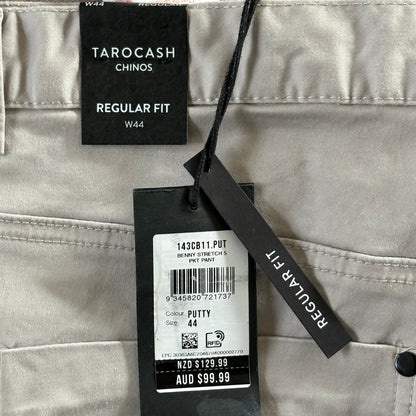 W44
TAROCASH
CHINOS
REGULAR FIT
W44
143CB11.PUT
BENNY STRETCH 5
PKT PANT
9 345820 721737
Colour PUTTY
Size 44
RFID
NZD $129.99
AUD $99.99
REGULAR FIT